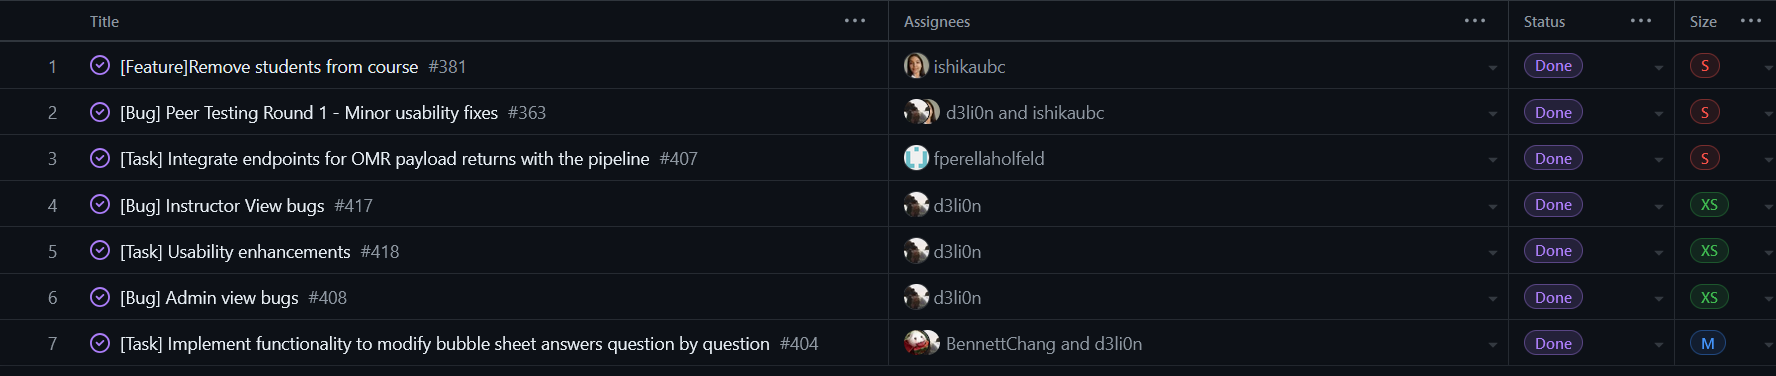 Title ... Assignees ... Status ... Size ...
1 [Feature]Remove students from course #381 ishikaubc Done S
2 [Bug] Peer Testing Round 1 - Minor usability fixes #363 d3li0n and ishikaubc Done S
3 [Task] Integrate endpoints for OMR payload returns with the pipeline #407 fperellaholfeld Done S
4 [Bug] Instructor View bugs #417 d3li0n Done XS
5 [Task] Usability enhancements #418 d3li0n Done XS
6 [Bug] Admin view bugs #408 d3li0n Done XS
7 [Task] Implement functionality to modify bubble sheet answers question by question #404 BennettChang and d3li0n Done M